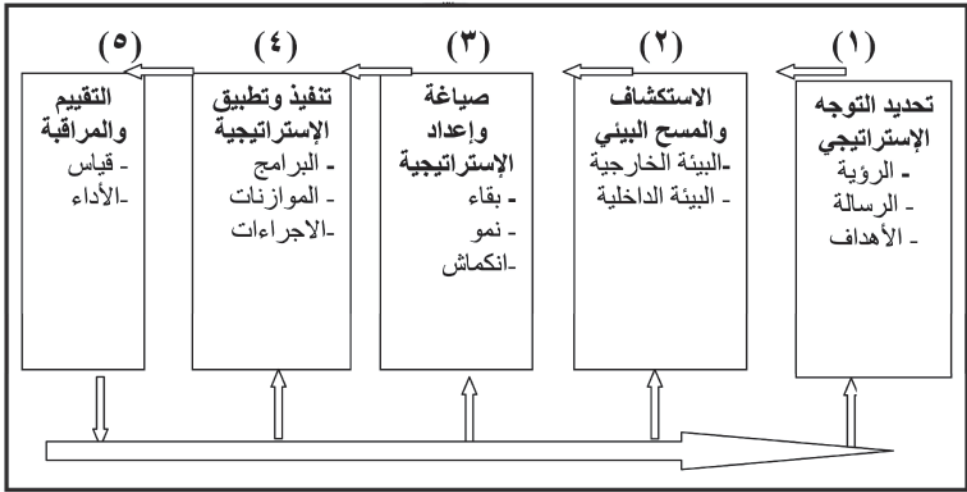 (١)
تحديد التوجه
الإستراتيجي
- الرؤية
- الرسالة
- الأهداف
(٢)
الاستكشاف
والمسح البيئي
-البيئة الخارجية
- البيئة الداخلية
(٣)
صياغة
وإعداد
الإستراتيجية
- بقاء
- نمو
-انكماش
(٤)
تنفيذ وتطبيق
الإستراتيجية
- البرامج
- الموازنات
-الاجراءات
(٥)
التقييم
والمراقبة
- قياس
-الأداء